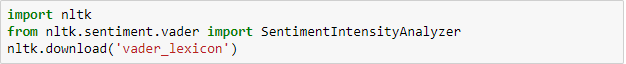 import nltk
from nltk.sentiment.vader import SentimentIntensityAnalyzer
nltk.download('vader_lexicon')